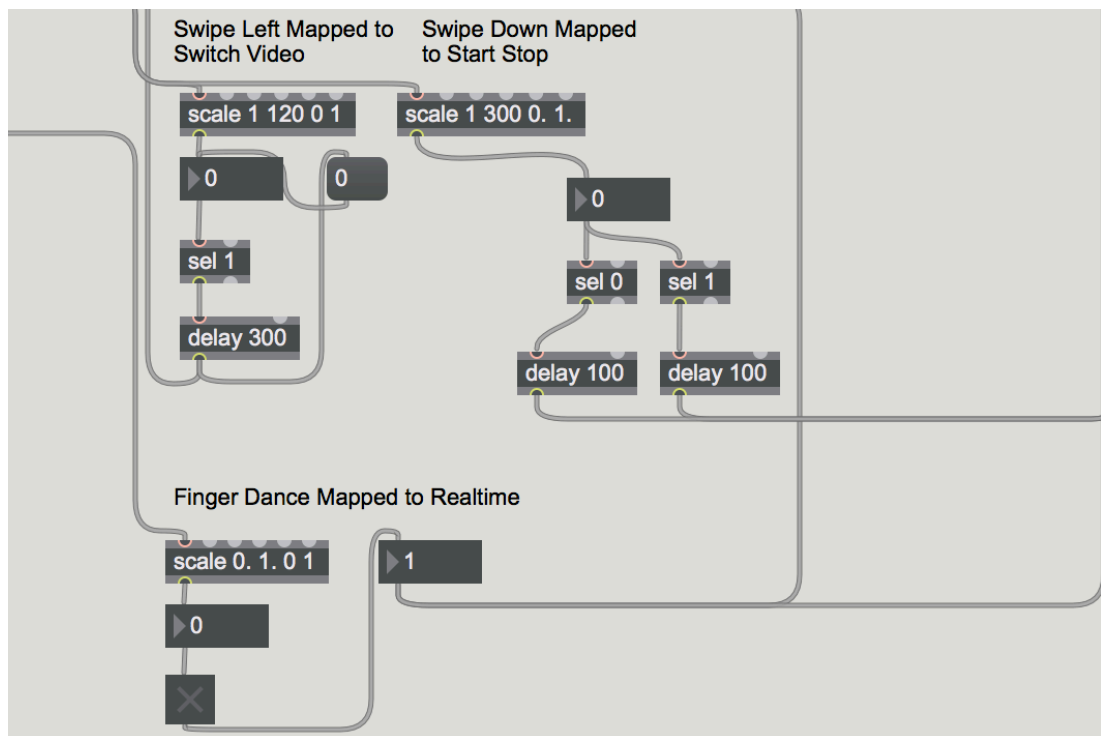 Swipe Left Mapped to
Switch Video
Swipe Down Mapped
to Start Stop
scale 1 120 0 1
scale 1 300 0. 1.
0
0
0
sel 1
sel 0
sel 1
delay 300
delay 100
delay 100
Finger Dance Mapped to Realtime
scale 0. 1. 0 1
1
0